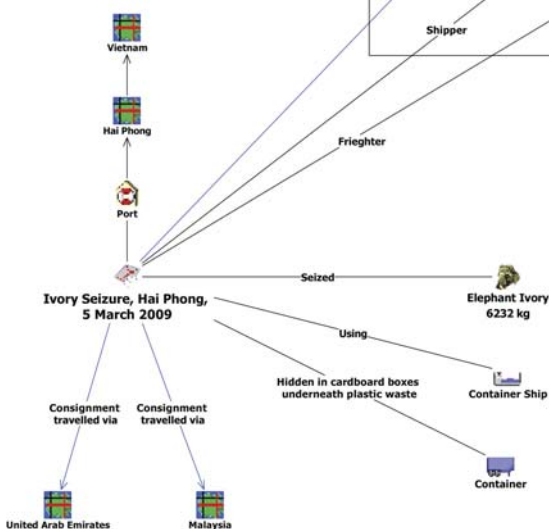 Shipper
Vietnam
Hai Phong
Frieghter
Port
Seized
Ivory Seizure, Hai Phong,
5 March 2009
Elephant Ivory
6232 kg
Using
Hidden in cardboard boxes
underneath plastic waste
Container Ship
Consignment
travelled via
Consignment
travelled via
Container
United Arab Emirates
Malaysia